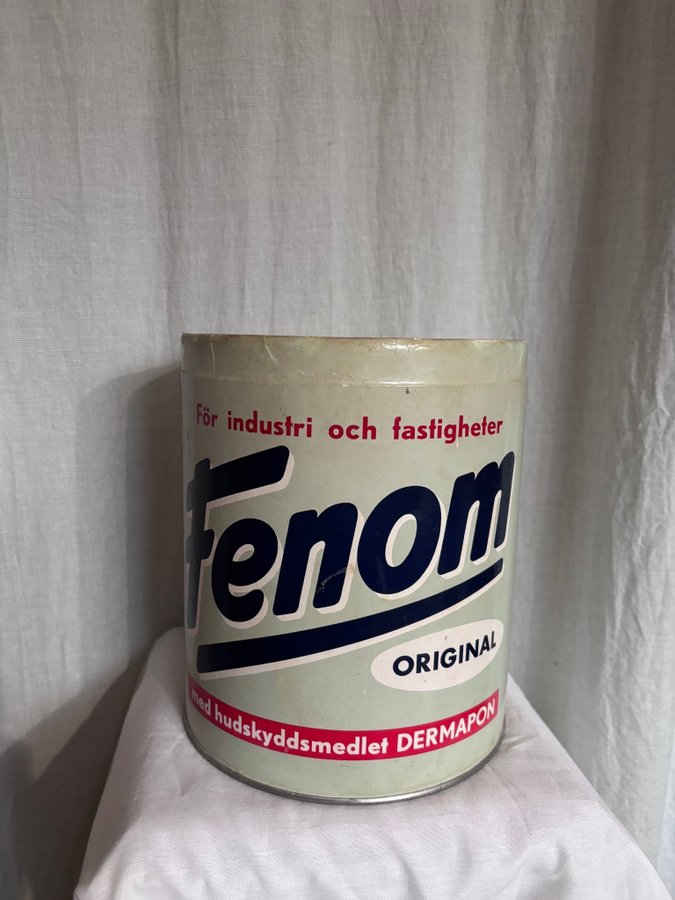 För industri och fastigheter
Fenom
ORIGINAL
med hudskyddsmedlet DERMAPON